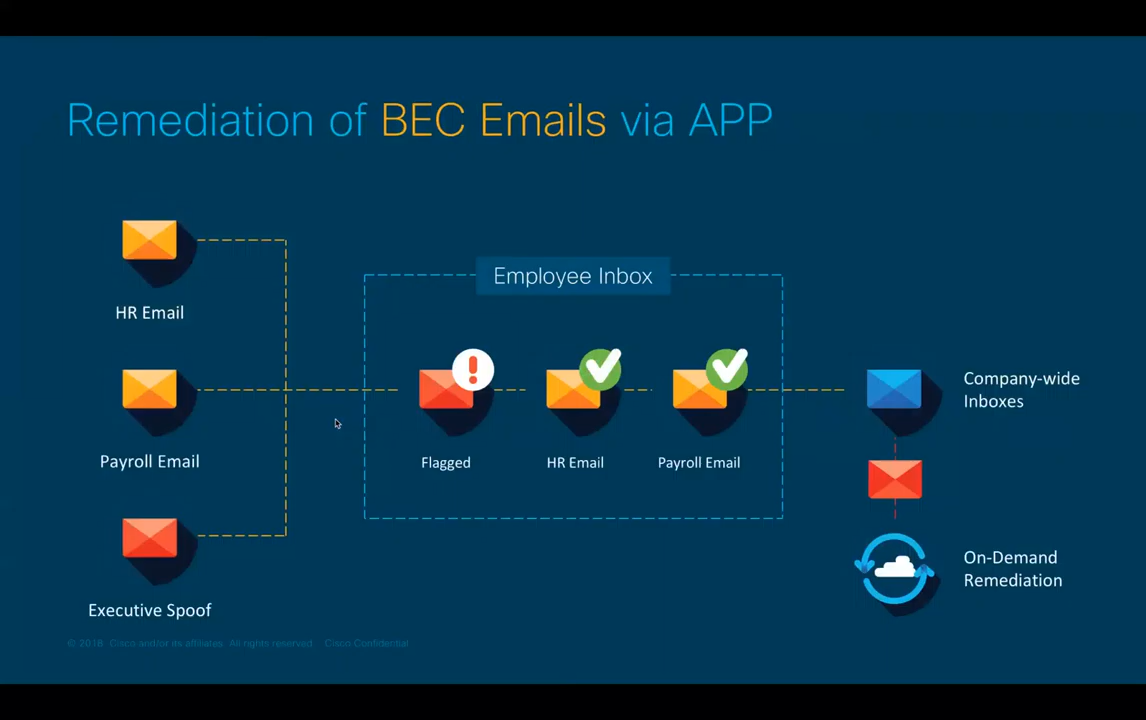 Remediation of BEC Emails via APP
HR Email
Payroll Email
Executive Spoof
Employee Inbox
Flagged
HR Email
Payroll Email
Company-wide
Inboxes
On-Demand
Remediation
© 2018 Cisco and/or its affiliates. All rights reserved. Cisco Confidential